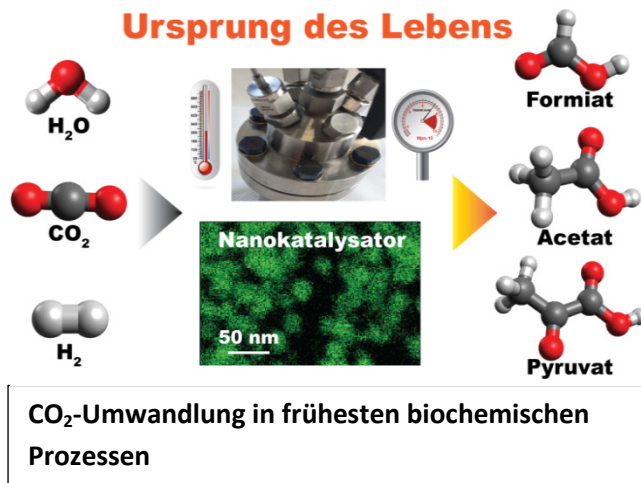 Ursprung des Lebens
H₂O
CO₂
H₂
Nanokatalysator
50 nm
Formiat
Acetat
Pyruvat
CO₂-Umwandlung in frühesten biochemischen
Prozessen